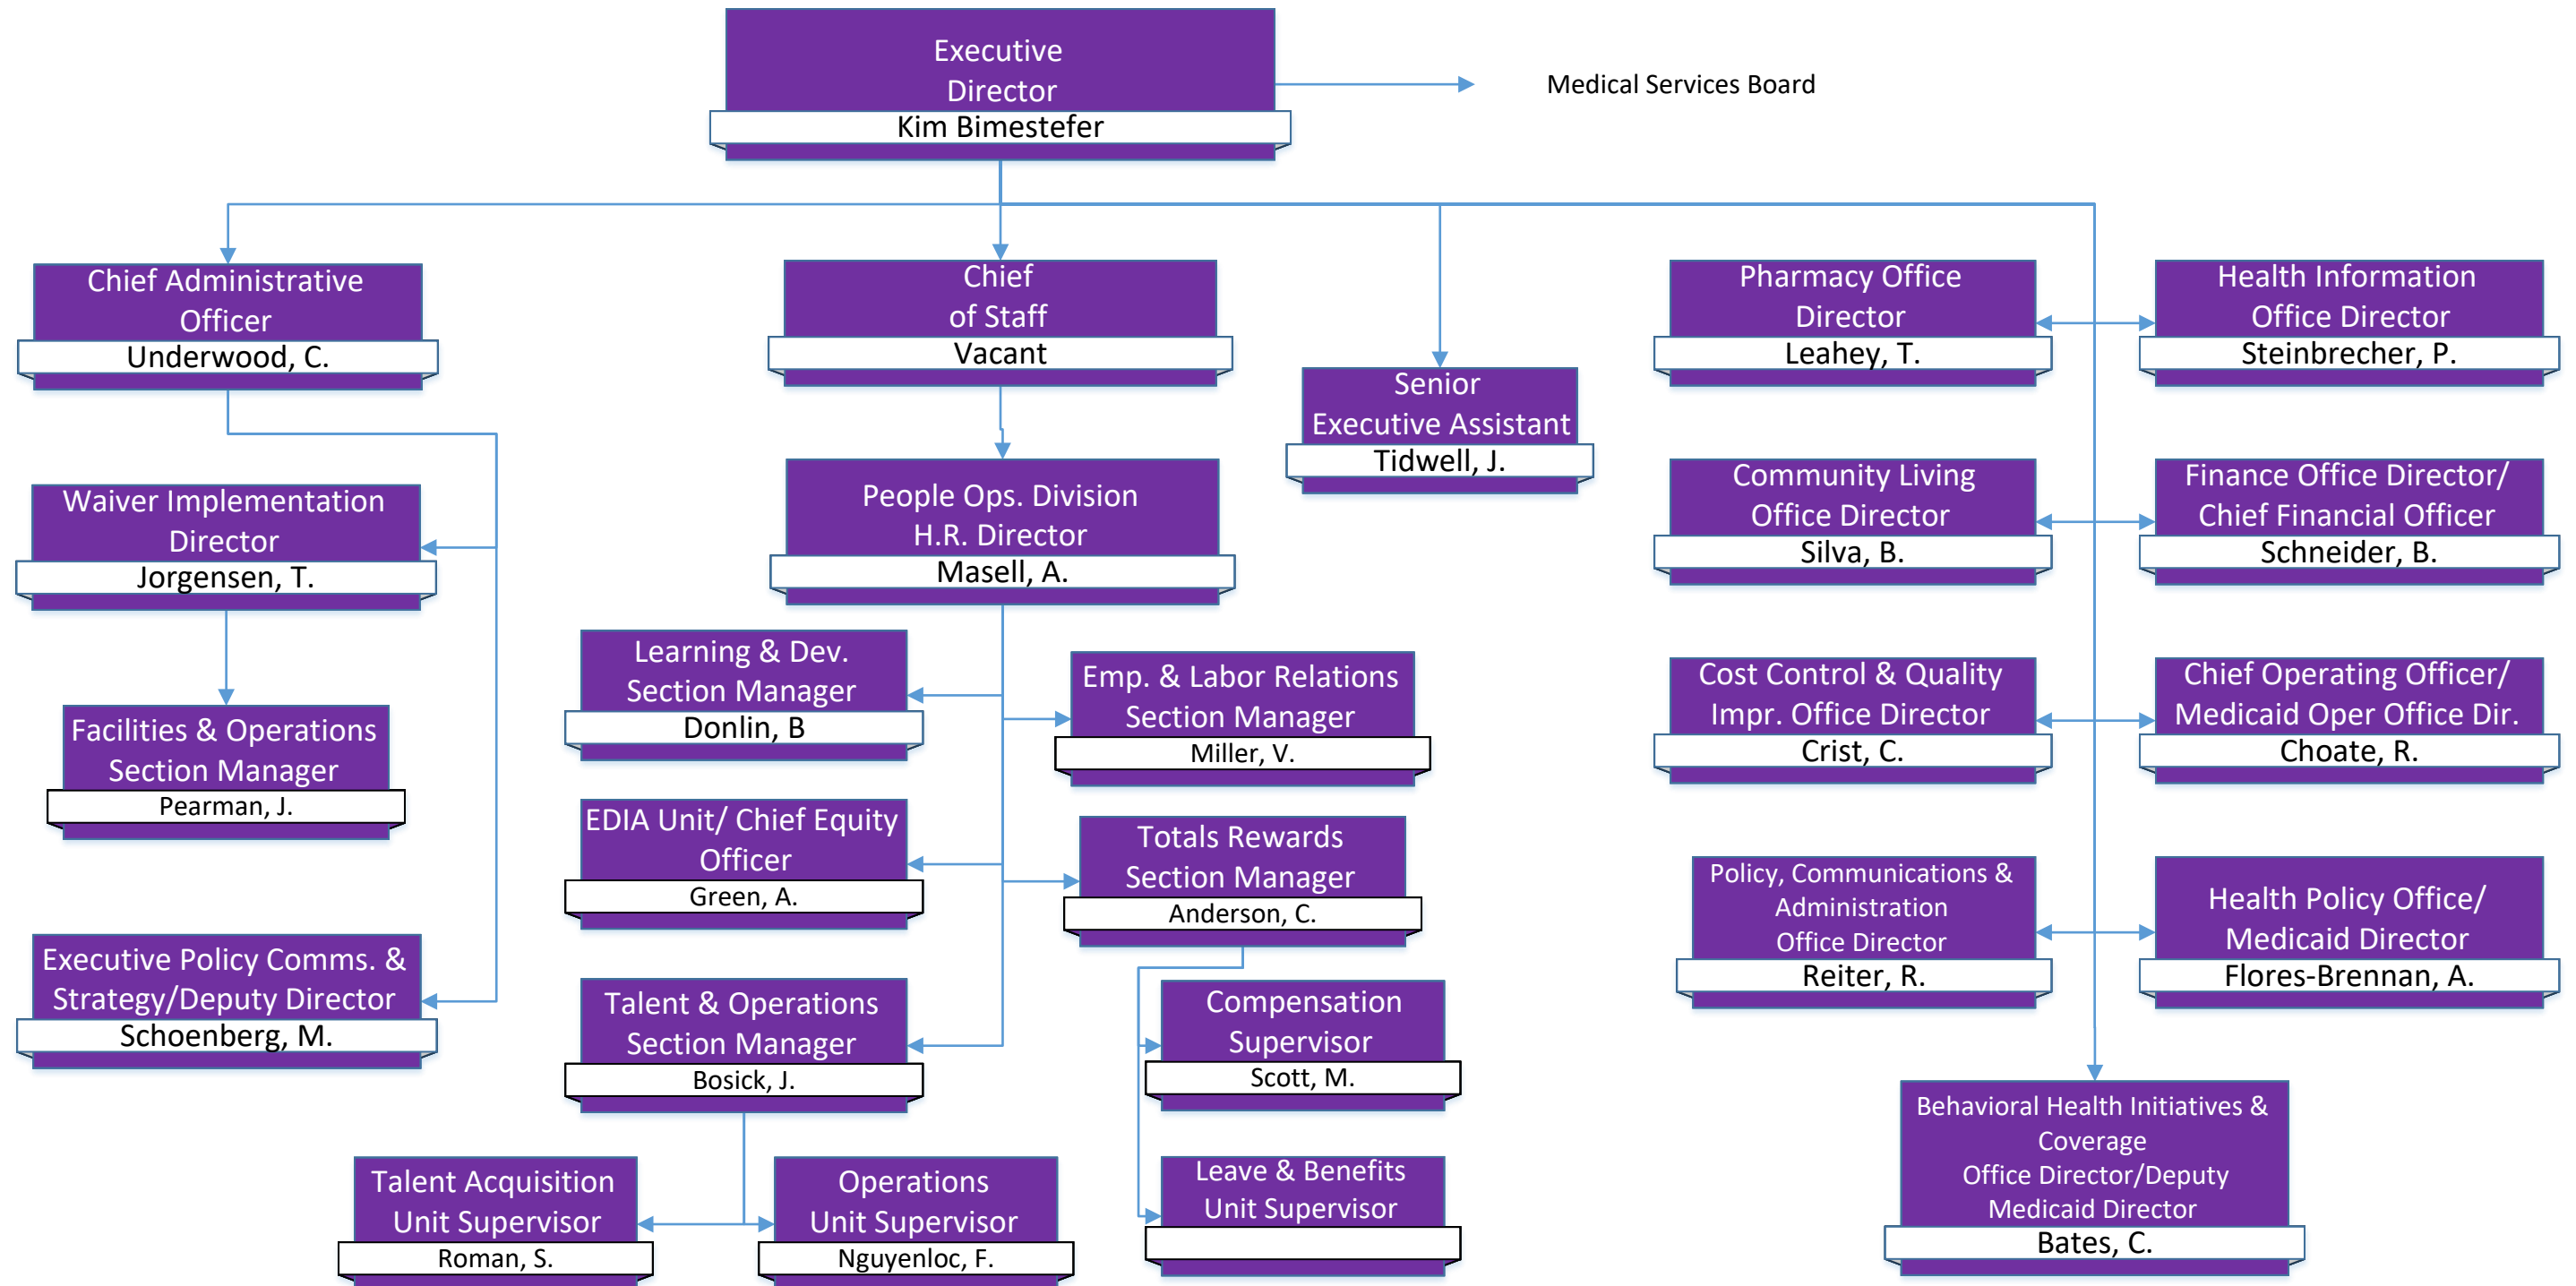 Executive
Director
Kim Bimestefer
Medical Services Board
Chief Administrative
Officer
Underwood, C.
Chief
of Staff
Vacant
Senior
Executive Assistant
Tidwell, J.
Pharmacy Office
Director
Leahey, T.
Health Information
Office Director
Steinbrecher, P.
Waiver Implementation
Director
Jorgensen, T.
People Ops. Division
H.R. Director
Masell, A.
Community Living
Office Director
Silva, B.
Finance Office Director/
Chief Financial Officer
Schneider, B.
Facilities & Operations
Section Manager
Pearman, J.
Learning & Dev.
Section Manager
Donlin, B
Emp. & Labor Relations
Section Manager
Miller, V.
Cost Control & Quality
Impr. Office Director
Crist, C.
Chief Operating Officer/
Medicaid Oper Office Dir.
Choate, R.
EDIA Unit/ Chief Equity
Officer
Green, A.
Totals Rewards
Section Manager
Anderson, C.
Policy, Communications &
Administration
Office Director
Reiter, R.
Health Policy Office/
Medicaid Director
Flores-Brennan, A.
Executive Policy Comms. &
Strategy/Deputy Director
Schoenberg, M.
Talent & Operations
Section Manager
Bosick, J.
Compensation
Supervisor
Scott, M.
Behavioral Health Initiatives &
Coverage
Office Director/Deputy
Medicaid Director
Bates, C.
Talent Acquisition
Unit Supervisor
Roman, S.
Operations
Unit Supervisor
Nguyenloc, F.
Leave & Benefits
Unit Supervisor